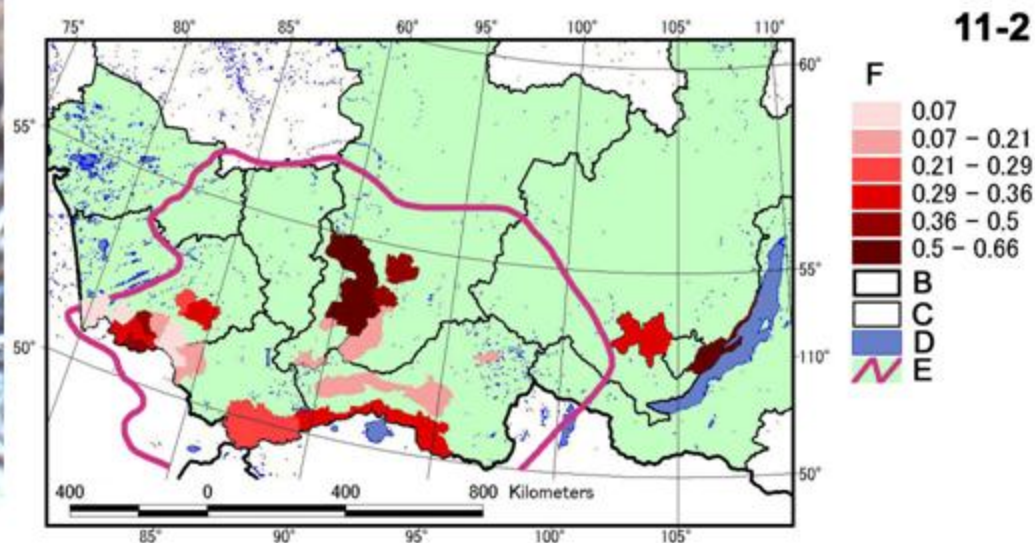 75° 80° 85° 60° 95° 100° 105° 110°
11-2
60°
F
0.07
55°
0.07 - 0.21
0.21 - 0.29
0.29 - 0.36
0.36 - 0.5
0.5 - 0.66
55°
B
C
50°
D
110°
E
50°
400 0 400 800 Kilometers
85° 90° 95° 100° 105°